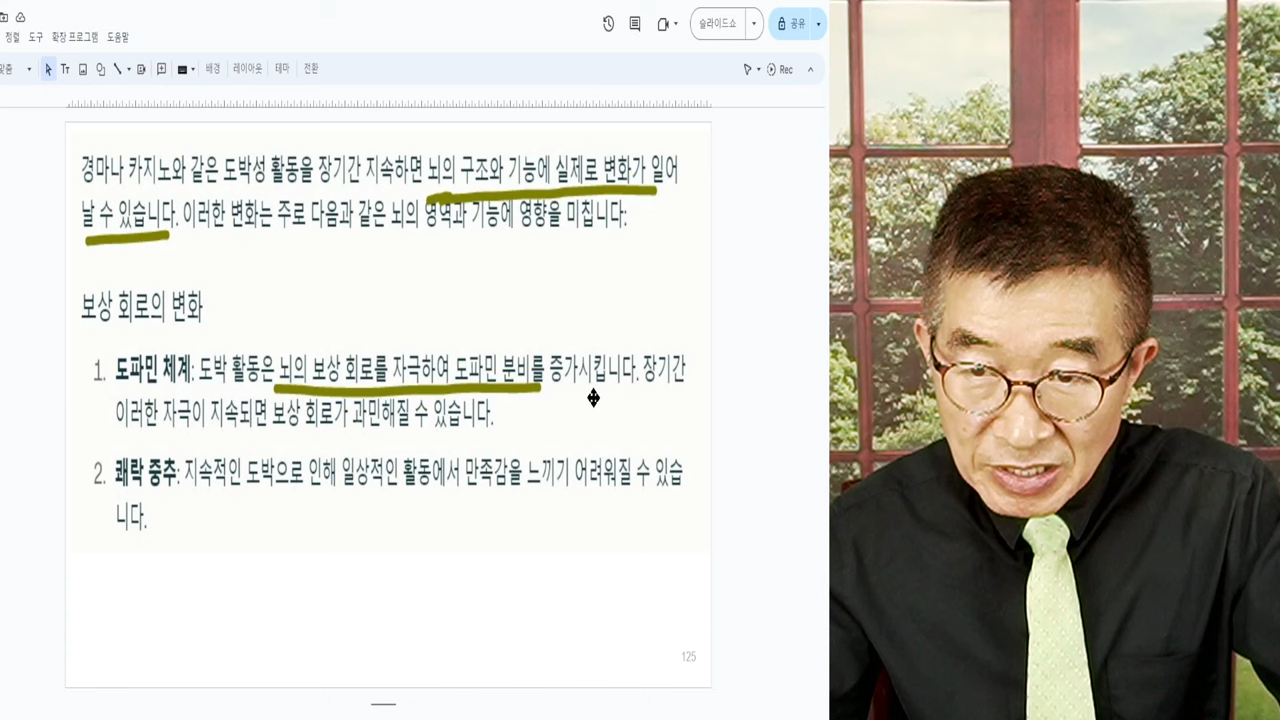 정렬 도구 확장 프로그램 도움말
슬라이드쇼
공유
맞춤
배경 레이아웃 테마 전환
Rec
경마나 카지노와 같은 도박성 활동을 장기간 지속하면 뇌의 구조와 기능에 실제로 변화가 일어
날 수 있습니다. 이러한 변화는 주로 다음과 같은 뇌의 영역과 기능에 영향을 미칩니다:
보상 회로의 변화
1. 도파민 체계: 도박 활동은 뇌의 보상 회로를 자극하여 도파민 분비를 증가시킵니다. 장기간
이러한 자극이 지속되면 보상 회로가 과민해질 수 있습니다.
2. 쾌락 중추: 지속적인 도박으로 인해 일상적인 활동에서 만족감을 느끼기 어려워질 수 있습
니다.
125